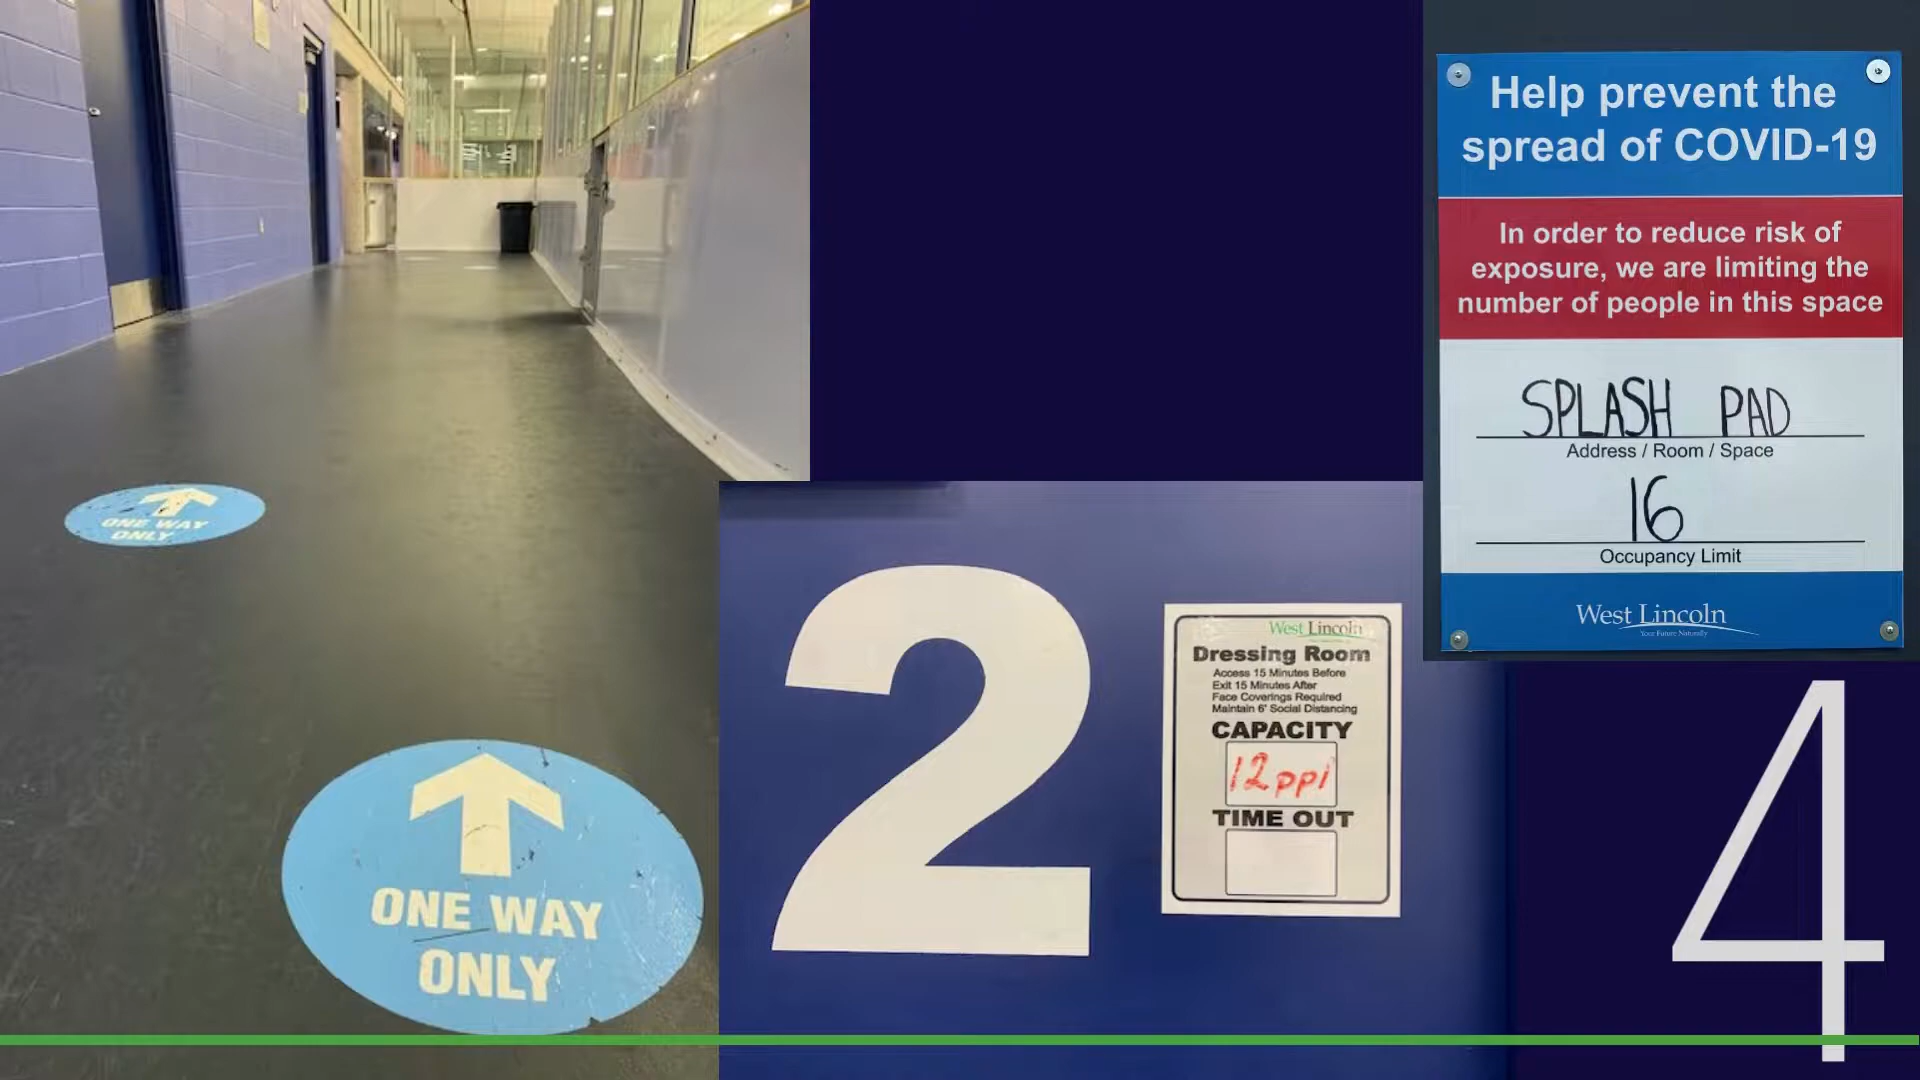 ONE WAY
ONLY
ONE WAY
ONLY
2
West Lincoln
Dressing Room
Access 15 Minutes Before
Exit 15 Minutes After
Face Coverings Required
Maintain 6' Social Distancing
CAPACITY
12ppl
TIME OUT
Help prevent the
spread of COVID-19
In order to reduce risk of
exposure, we are limiting the
number of people in this space
SPLASH PAD
Address / Room / Space
16
Occupancy Limit
West Lincoln
Your Future Naturally
4